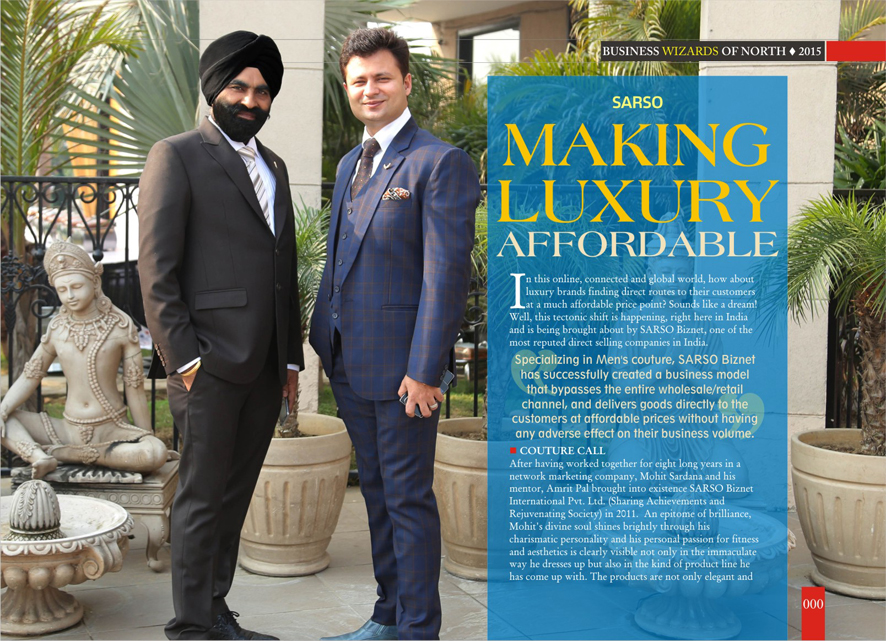 BUSINESS WIZARDS OF NORTH ♦ 2015
SARSO
MAKING
LUXURY
AFFORDABLE
In this online, connected and global world, how about
luxury brands finding direct routes to their customers
at a much affordable price point? Sounds like a dream!
Well, this tectonic shift is happening, right here in India
and is being brought about by SARSO Biznet, one of the
most reputed direct selling companies in India.
Specializing in Men's couture, SARSO Biznet
has successfully created a business model
that bypasses the entire wholesale/retail
channel, and delivers goods directly to the
customers at affordable prices without having
any adverse effect on their business volume.
■ COUTURE CALL
After having worked together for eight long years in a
network marketing company, Mohit Sardana and his
mentor, Amrit Pal brought into existence SARSO Biznet
International Pvt. Ltd. (Sharing Achievements and
Rejuvenating Society) in 2011. An epitome of brilliance,
Mohit's divine soul shines brightly through his
charismatic personality and his personal passion for fitness
and aesthetics is clearly visible not only in the immaculate
way he dresses up but also in the kind of product line he
has come up with. The products are not only elegant and
000